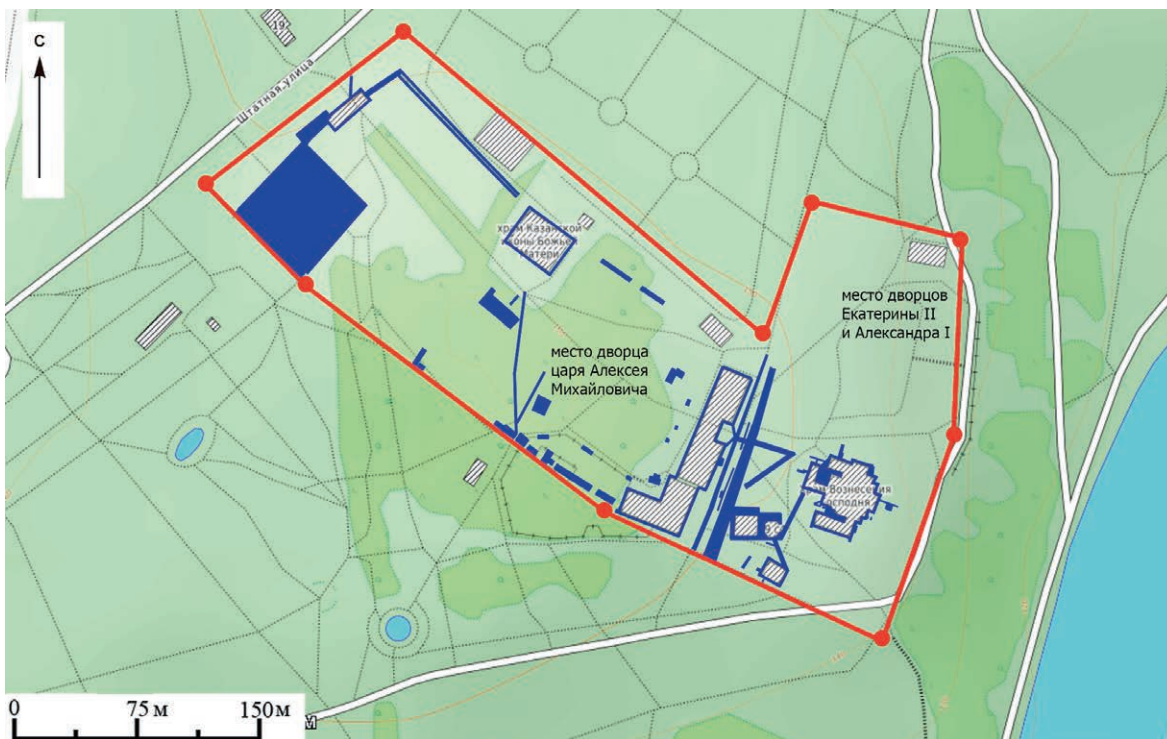 С
19
Штатная улица
храм Казанской
иконы Божьей
Матери
место дворцов
Екатерины II
и Александра I
место дворца
царя Алексея
Михайловича
храм Вознесения
Господня
0 75 м 150 м